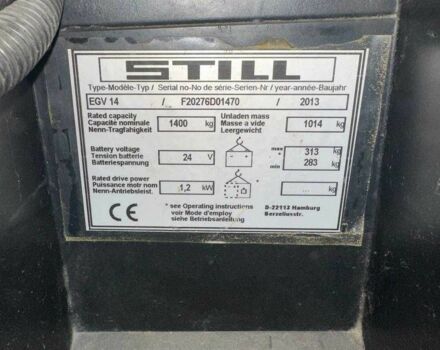 STILL
Type-Modèle-Typ / Serial no-No de série-Serien-Nr / year-année-Baujahr
EGV 14 / F20276D01470 / 2013
Rated capacity
Capacité nominale
Nenn-Tragfähigkeit
1400 kg
Unladen mass
Masse a vide
Leergewicht
1014 kg
Battery voltage
Tension batterie
Batteriespannung
24 V
max * 313 kg
min 283
Rated drive power
Puissance motr nom
Nenn-Antriebsleist.
1,2 kW
... kg
CE
* see Operating instructions
voir Mode d'employ
siehe Betriebsanleitung
D-22113 Hamburg
Berzeliusstr.